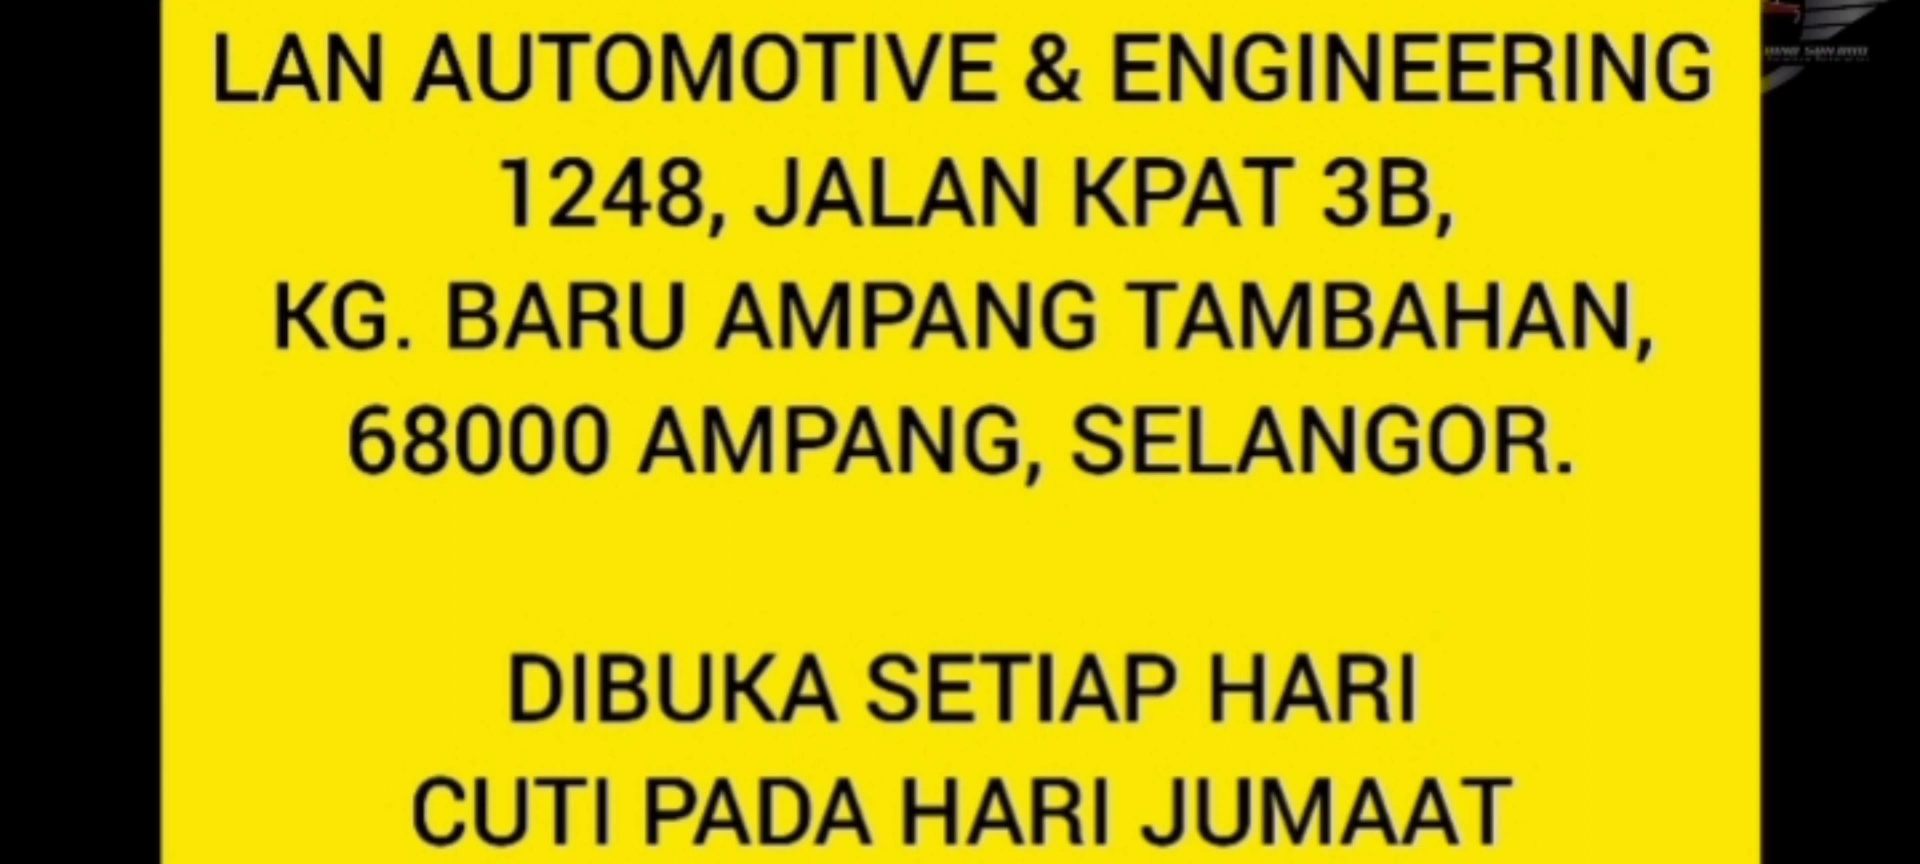 LAN AUTOMOTIVE & ENGINEERING
1248, JALAN KPAT 3B,
KG. BARU AMPANG TAMBAHAN,
68000 AMPANG, SELANGOR.
DIBUKA SETIAP HARI
CUTI PADA HARI JUMAAT